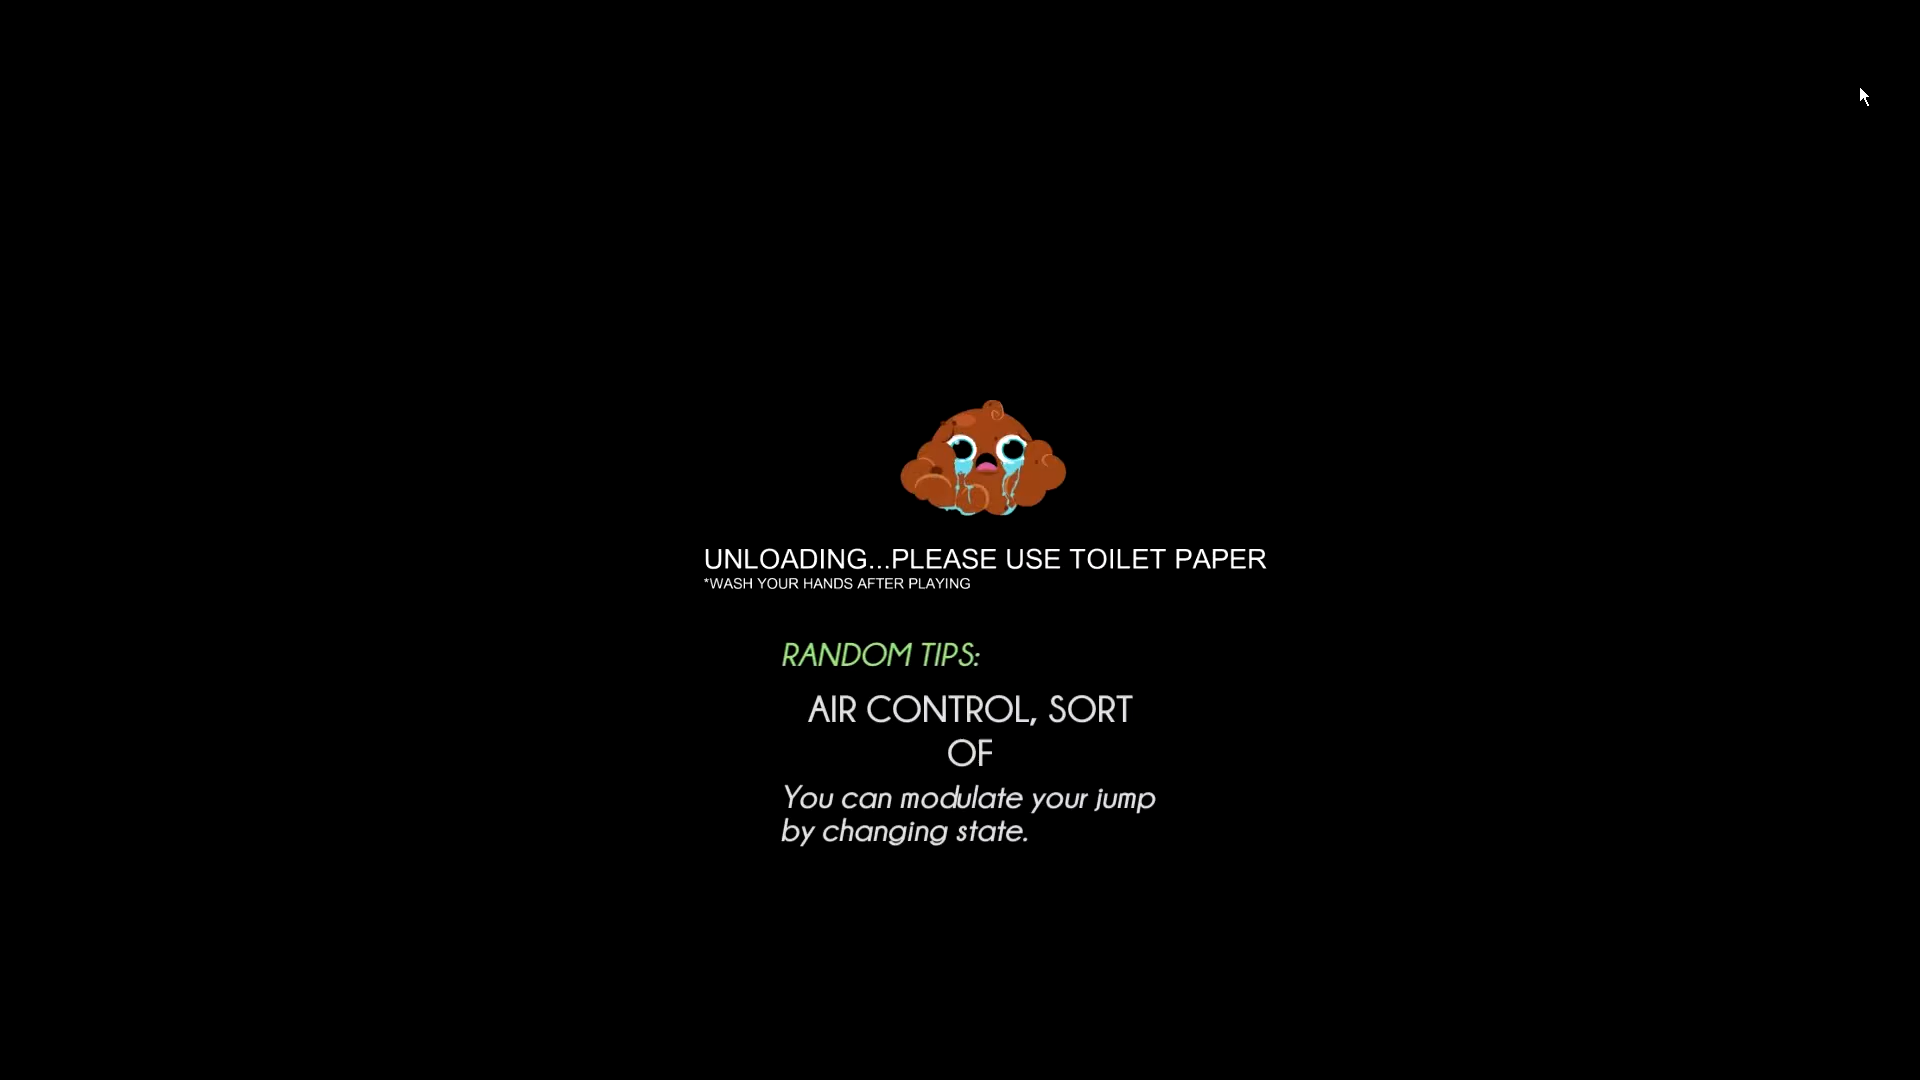 UNLOADING...PLEASE USE TOILET PAPER
*WASH YOUR HANDS AFTER PLAYING
RANDOM TIPS:
AIR CONTROL, SORT
OF
You can modulate your jump
by changing state.